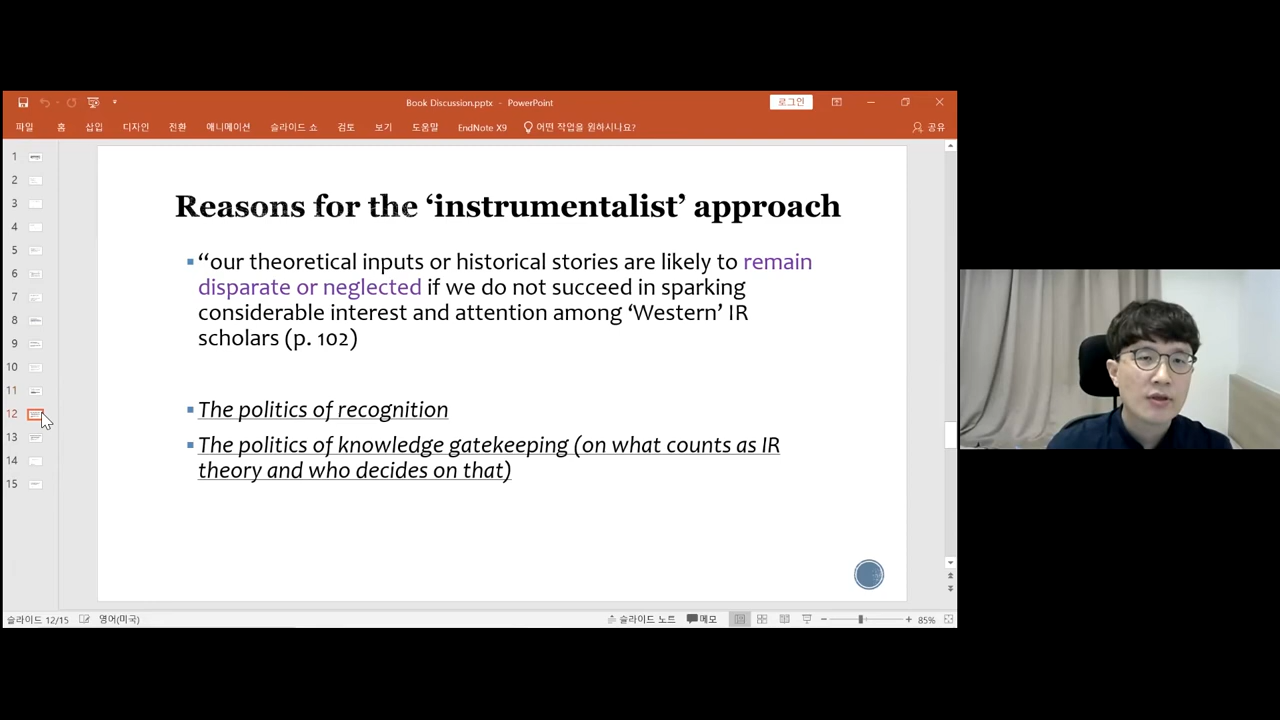 Book Discussion.pptx - PowerPoint
로그인
파일 홈 삽입 디자인 전환 애니메이션 슬라이드 쇼 검토 보기 도움말 EndNote X9 어떤 작업을 원하시나요? 공유
1
2
3
4
5
6
7
8
9
10
11
12
13
14
15
Reasons for the ‘instrumentalist’ approach
“our theoretical inputs or historical stories are likely to remain
disparate or neglected if we do not succeed in sparking
considerable interest and attention among ‘Western’ IR
scholars (p. 102)
The politics of recognition
The politics of knowledge gatekeeping (on what counts as IR
theory and who decides on that)
슬라이드 12/15 영어(미국) 슬라이드 노트 메모 85%